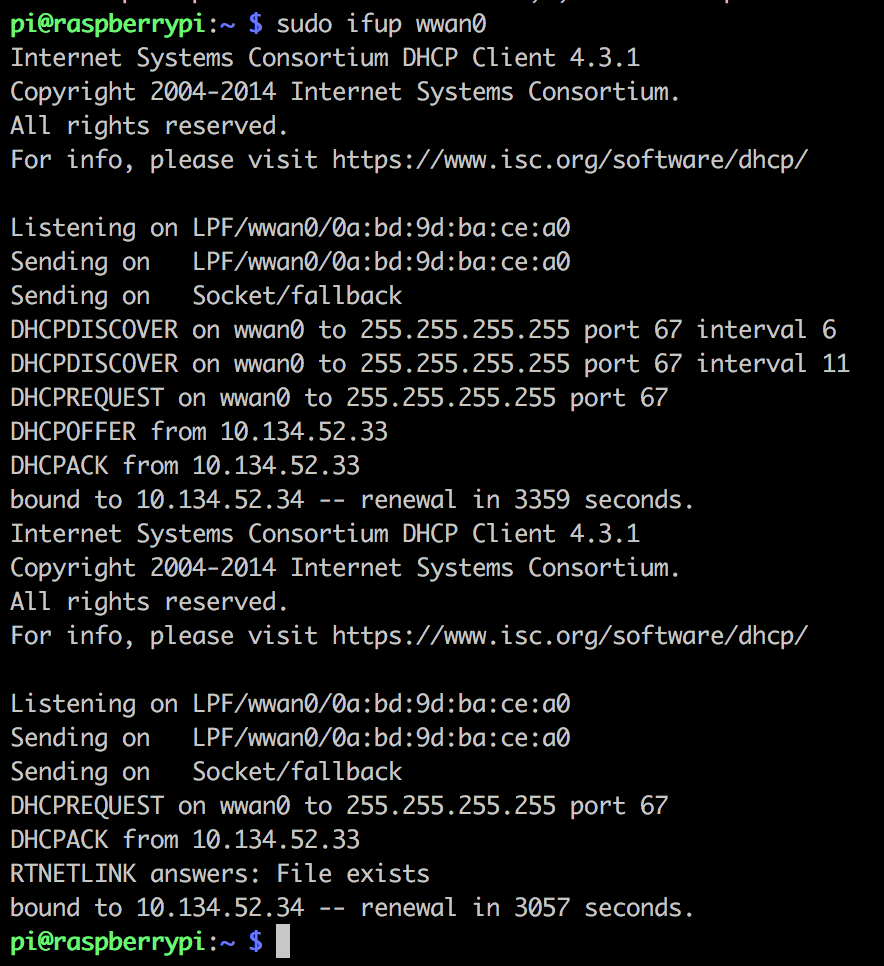 pi@raspberrypi:~ $ sudo ifup wwan0
Internet Systems Consortium DHCP Client 4.3.1
Copyright 2004-2014 Internet Systems Consortium.
All rights reserved.
For info, please visit https://www.isc.org/software/dhcp/
Listening on LPF/wwan0/0a:bd:9d:ba:ce:a0
Sending on   LPF/wwan0/0a:bd:9d:ba:ce:a0
Sending on   Socket/fallback
DHCPDISCOVER on wwan0 to 255.255.255.255 port 67 interval 6
DHCPDISCOVER on wwan0 to 255.255.255.255 port 67 interval 11
DHCPREQUEST on wwan0 to 255.255.255.255 port 67
DHCPOFFER from 10.134.52.33
DHCPACK from 10.134.52.33
bound to 10.134.52.34 -- renewal in 3359 seconds.
Internet Systems Consortium DHCP Client 4.3.1
Copyright 2004-2014 Internet Systems Consortium.
All rights reserved.
For info, please visit https://www.isc.org/software/dhcp/
Listening on LPF/wwan0/0a:bd:9d:ba:ce:a0
Sending on   LPF/wwan0/0a:bd:9d:ba:ce:a0
Sending on   Socket/fallback
DHCPREQUEST on wwan0 to 255.255.255.255 port 67
DHCPACK from 10.134.52.33
RTNETLINK answers: File exists
bound to 10.134.52.34 -- renewal in 3057 seconds.
pi@raspberrypi:~ $